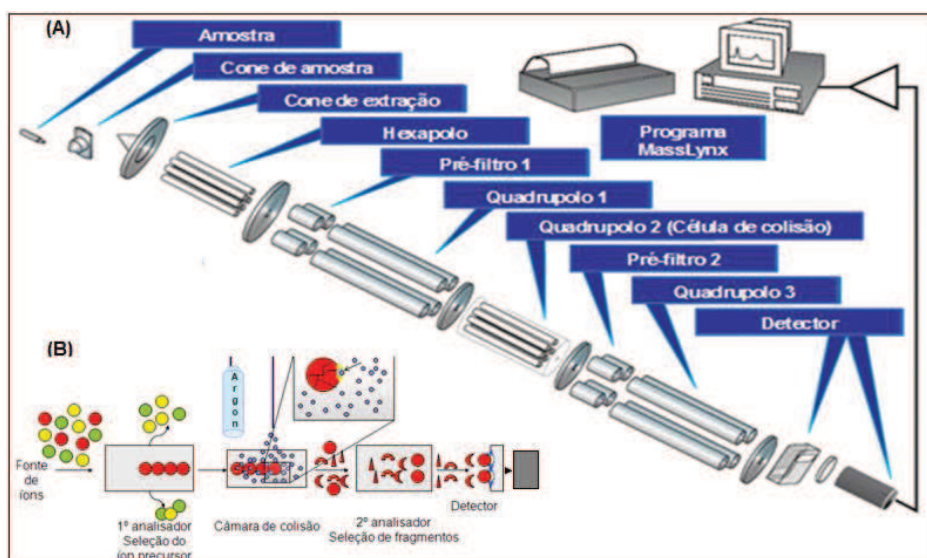 (A)
Amostra
Cone de amostra
Cone de extração
Hexapolo
Pré-filtro 1
Quadrupolo 1
Quadrupolo 2 (Célula de colisão)
Pré-filtro 2
Quadrupolo 3
Detector
Programa
MassLynx
(B)
Argon
Fonte
de
íons
1º analisador
Seleção do
íon precursor
Câmara de colisão
2º analisador
Seleção de fragmentos
Detector